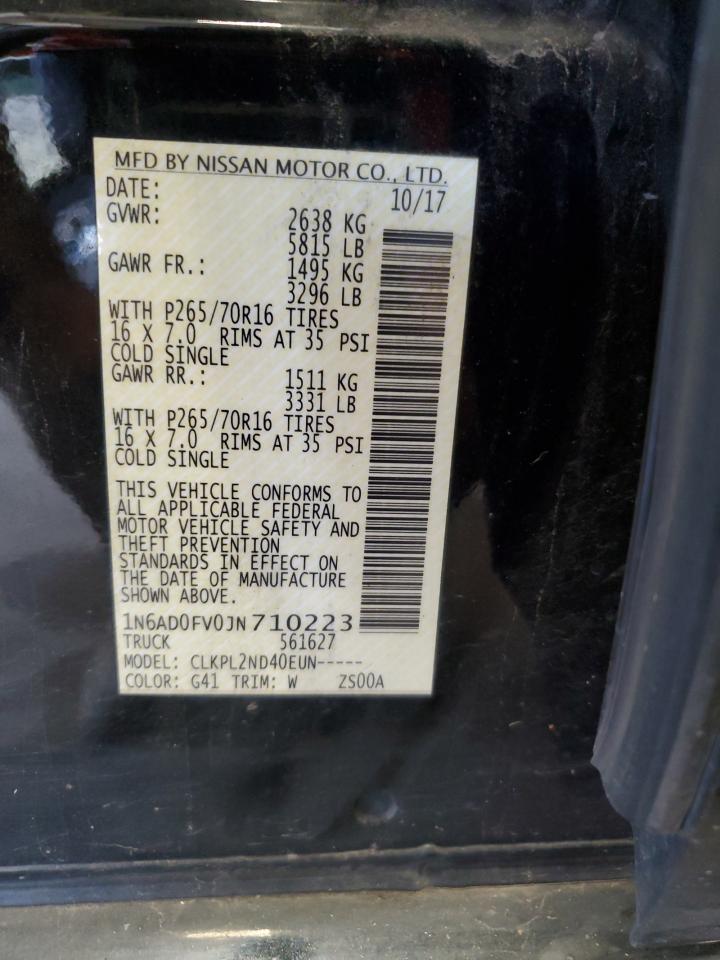 MFD BY NISSAN MOTOR CO., LTD.
DATE: 10/17
GVWR: 2638 KG
5815 LB
GAWR FR.: 1495 KG
3296 LB
WITH P265/70R16 TIRES
16 X 7.0 RIMS AT 35 PSI
COLD SINGLE
GAWR RR.: 1511 KG
3331 LB
WITH P265/70R16 TIRES
16 X 7.0 RIMS AT 35 PSI
COLD SINGLE
THIS VEHICLE CONFORMS TO
ALL APPLICABLE FEDERAL
MOTOR VEHICLE SAFETY AND
THEFT PREVENTION
STANDARDS IN EFFECT ON
THE DATE OF MANUFACTURE
SHOWN ABOVE.
1N6AD0FV0JN710223
TRUCK 561627
MODEL: CLKPL2ND40EUN-----
COLOR: G41 TRIM: W ZS00A